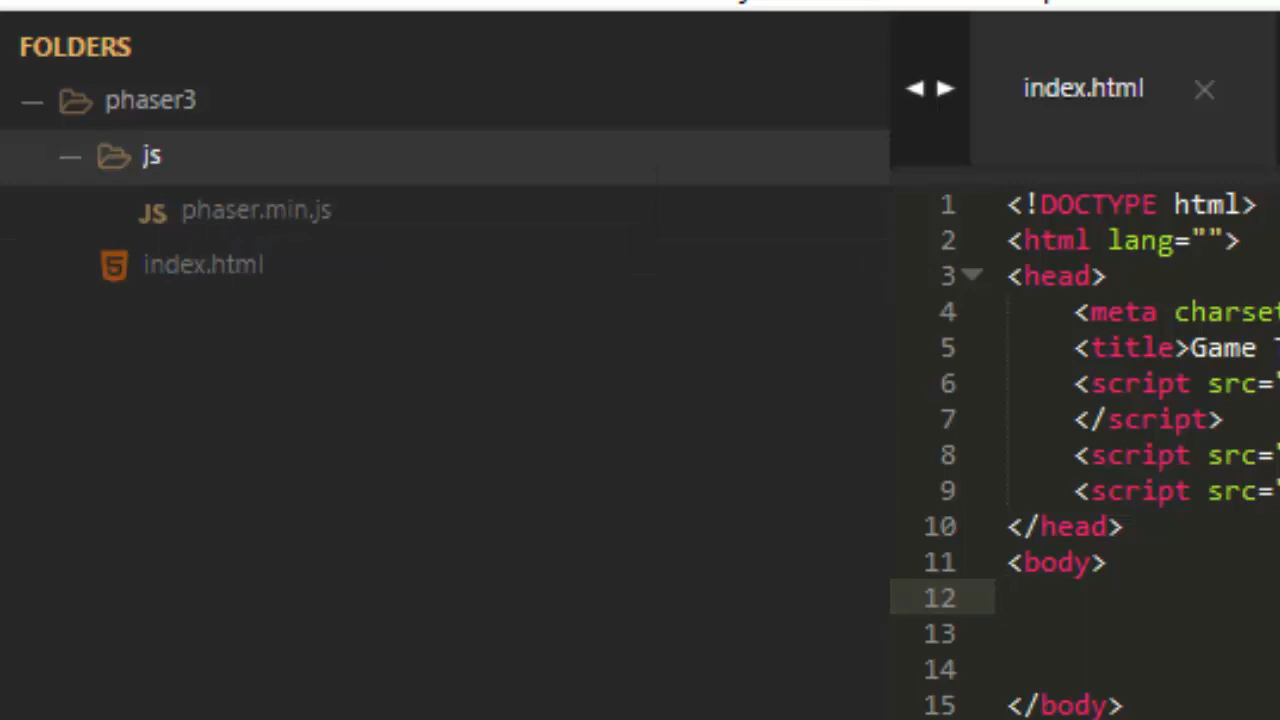 FOLDERS
phaser3
js
JS phaser.min.js
index.html
index.html
1 <!DOCTYPE html>
2 <html lang="">
3 <head>
4 <meta charset
5 <title>Game
6 <script src="
7 </script>
8 <script src="
9 <script src="
10 </head>
11 <body>
12
13
14
15 </body>